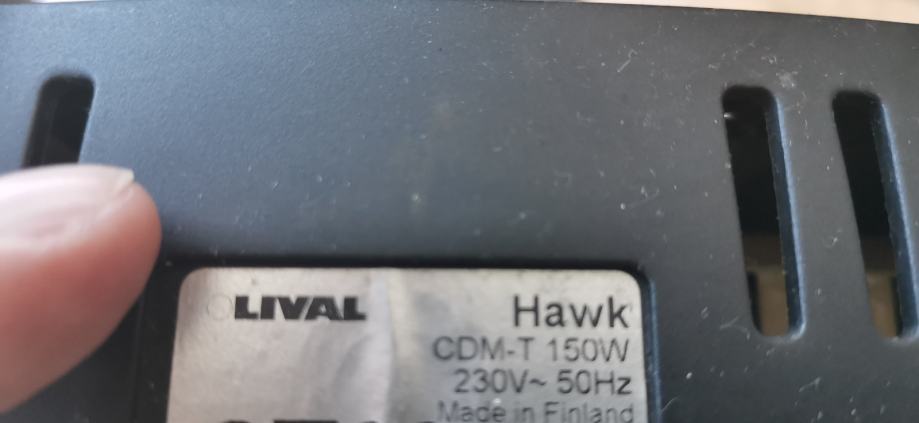 LIVAL
Hawk
CDM-T 150W
230V~ 50Hz
Made in Finland